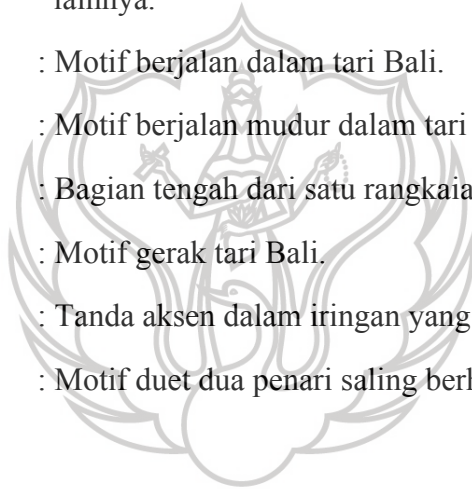 lainnya.
: Motif berjalan dalam tari Bali.
: Motif berjalan mudur dalam tari
: Bagian tengah dari satu rangkaia
: Motif gerak tari Bali.
: Tanda aksen dalam iringan yang
: Motif duet dua penari saling berh